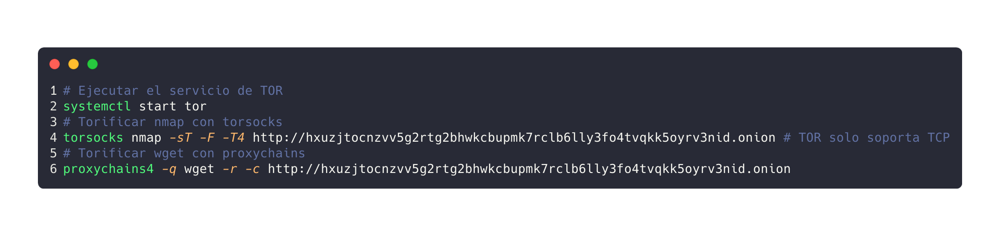 1 # Ejecutar el servicio de TOR
2 systemctl start tor
3 # Torificar nmap con torsocks
4 torsocks nmap -sT -F -T4 http://hxuzjtocnzvv5g2rtg2bhwkcbupmk7rclb6lly3fo4tvqkk5oyrv3nid.onion # TOR solo soporta TCP
5 # Torificar wget con proxychains
6 proxychains4 -q wget -r -c http://hxuzjtocnzvv5g2rtg2bhwkcbupmk7rclb6lly3fo4tvqkk5oyrv3nid.onion